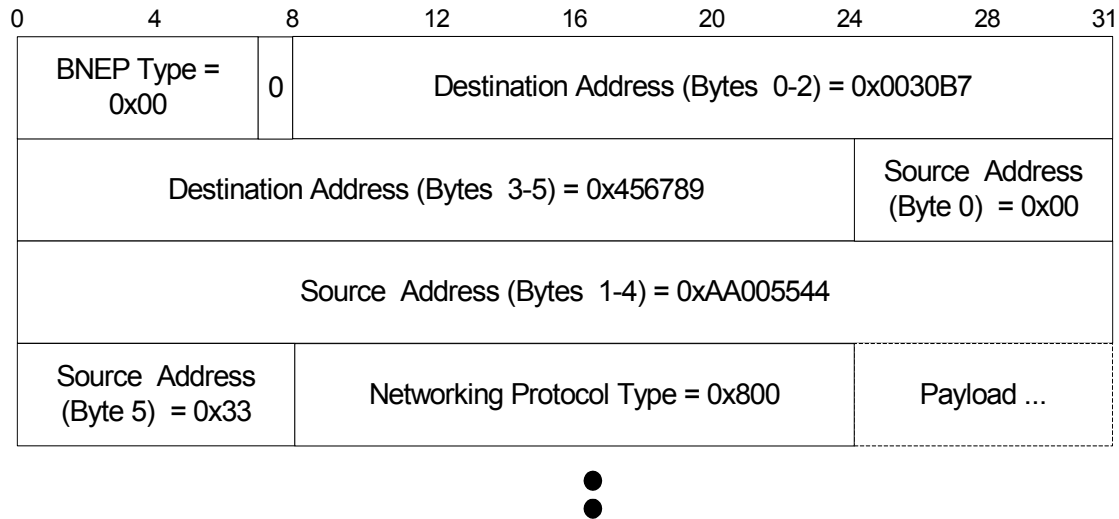 0 4 8 12 16 20 24 28 31
BNEP Type =
0x00
0
Destination Address (Bytes 0-2) = 0x0030B7
Destination Address (Bytes 3-5) = 0x456789
Source Address
(Byte 0) = 0x00
Source Address (Bytes 1-4) = 0xAA005544
Source Address
(Byte 5) = 0x33
Networking Protocol Type = 0x800
Payload ...